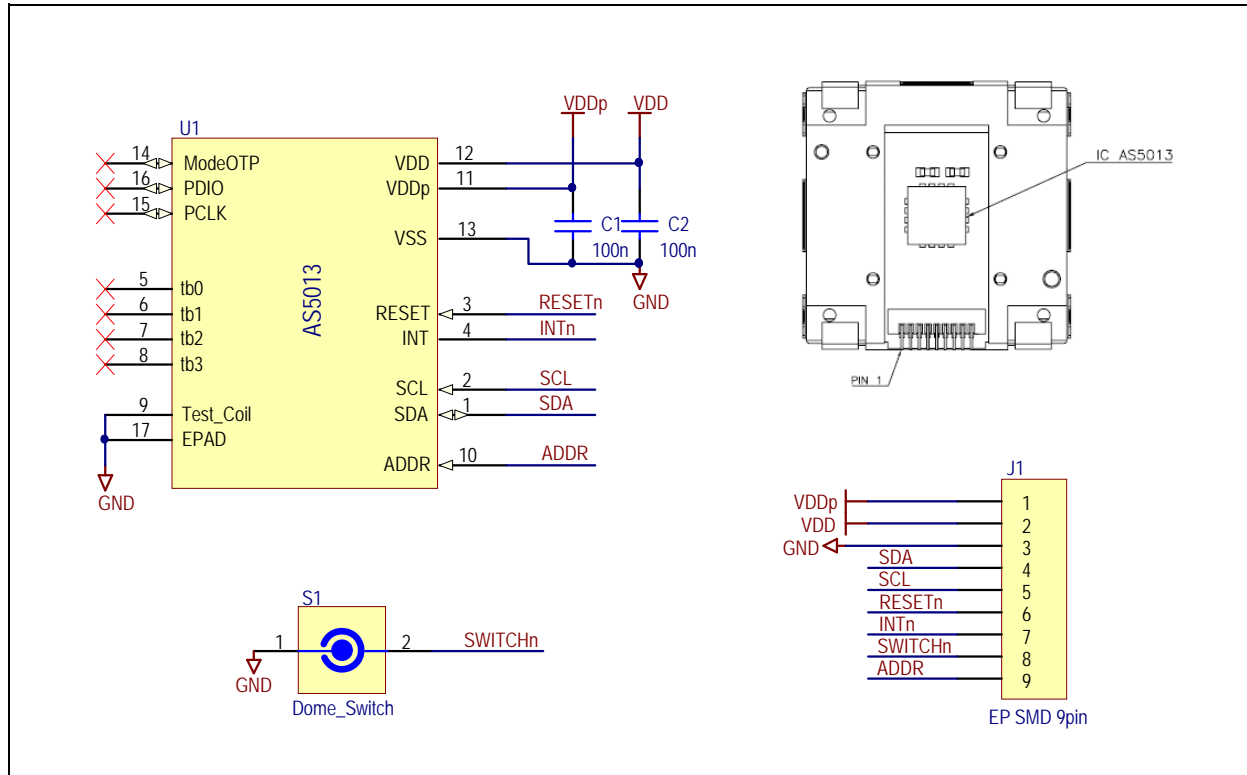 U1
14 ModeOTP
16 PDIO
15 PCLK
5 tb0
6 tb1
7 tb2
8 tb3
9 Test_Coil
17 EPAD
GND
AS5013
VDD 12
VDDp 11
VSS 13
RESET 3 RESETn
INT 4 INTn
SCL 2 SCL
SDA 1 SDA
ADDR 10 ADDR
VDDp VDD
C1 C2
100n 100n
GND
IC AS5013
PIN 1
S1
1 2 SWITCHn
GND
Dome_Switch
J1
VDDp 1
VDD 2
GND 3
SDA 4
SCL 5
RESETn 6
INTn 7
SWITCHn 8
ADDR 9
EP SMD 9pin